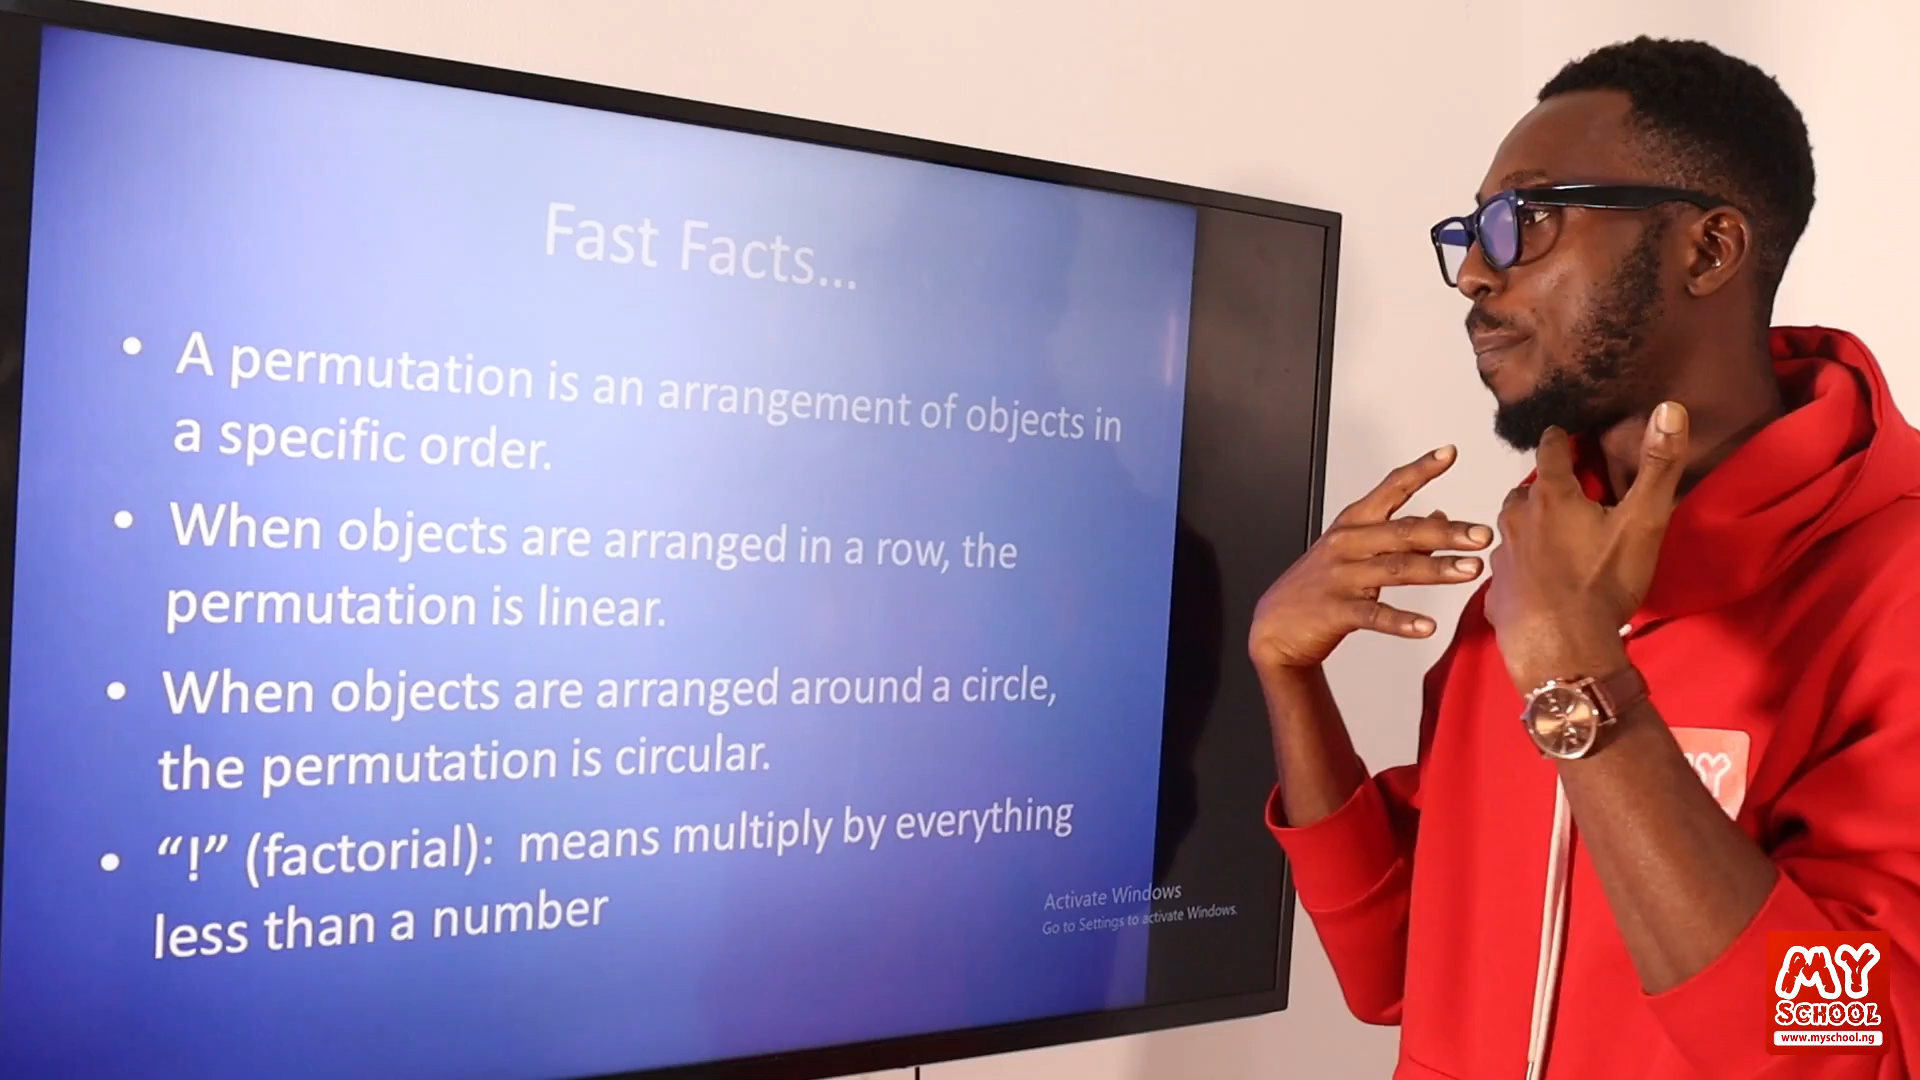 Fast Facts...
• A permutation is an arrangement of objects in
a specific order.
• When objects are arranged in a row, the
permutation is linear.
• When objects are arranged around a circle,
the permutation is circular.
• “!” (factorial): means multiply by everything
less than a number
Activate Windows
Go to Settings to activate Windows.
MY
MY
SCHOOL
www.myschool.ng